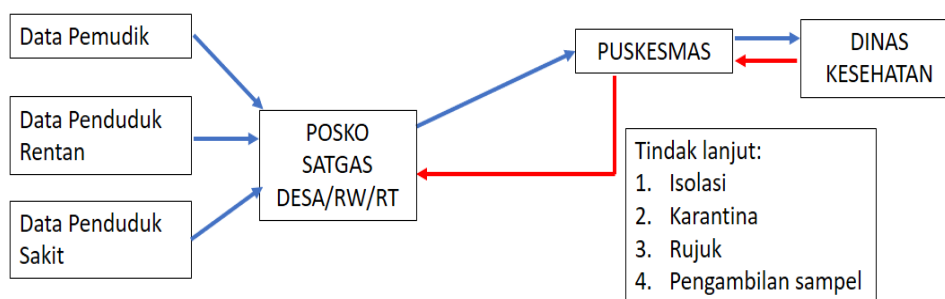 Data Pemudik
Data Penduduk
Rentan
Data Penduduk
Sakit
POSKO
SATGAS
DESA/RW/RT
PUSKESMAS
DINAS
KESEHATAN
Tindak lanjut:
1. Isolasi
2. Karantina
3. Rujuk
4. Pengambilan sampel